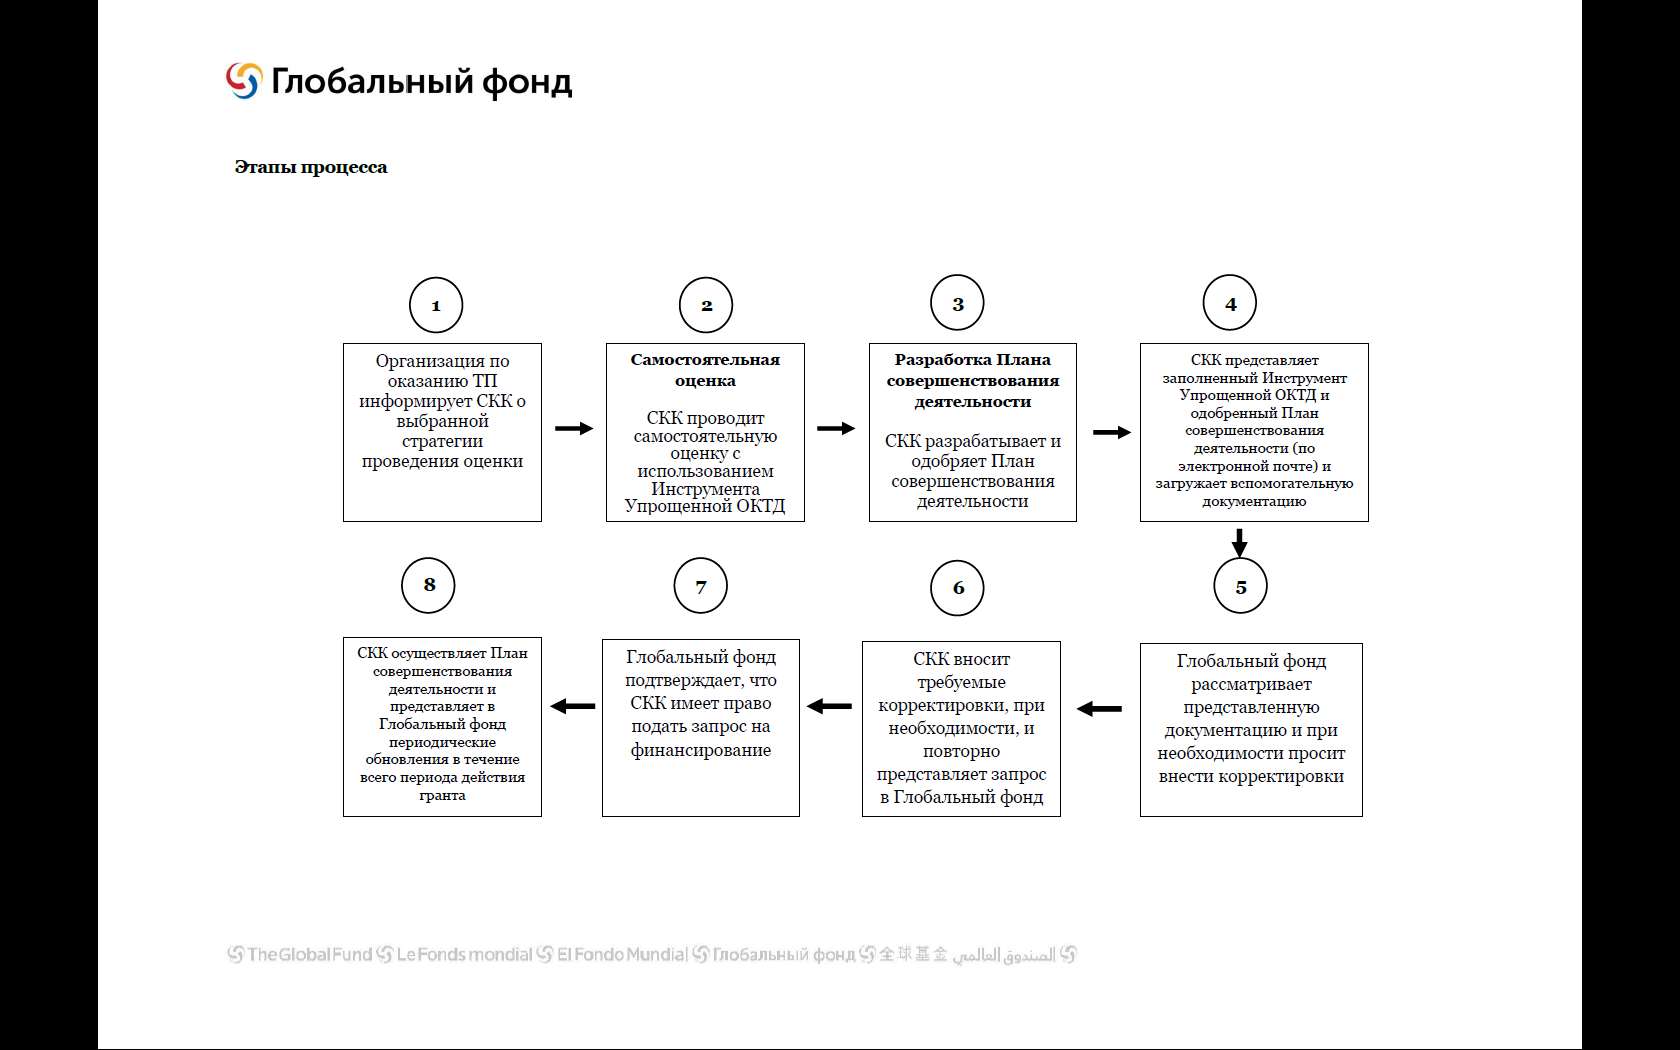 Глобальный фонд
Этапы процесса
1
Организация по
оказанию ТП
информирует СКК о
выбранной
стратегии
проведения оценки
2
Самостоятельная
оценка
СКК проводит
самостоятельную
оценку с
использованием
Инструмента
Упрощенной ОКТД
3
Разработка Плана
совершенствования
деятельности
СКК разрабатывает и
одобряет План
совершенствования
деятельности
4
СКК представляет
заполненный Инструмент
Упрощенной ОКТД и
одобренный План
совершенствования
деятельности (по
электронной почте) и
загружает вспомогательную
документацию
5
Глобальный фонд
рассматривает
представленную
документацию и при
необходимости просит
внести корректировки
6
СКК вносит
требуемые
корректировки, при
необходимости, и
повторно
представляет запрос
в Глобальный фонд
7
Глобальный фонд
подтверждает, что
СКК имеет право
подать запрос на
финансирование
8
СКК осуществляет План
совершенствования
деятельности и
представляет в
Глобальный фонд
периодические
обновления в течение
всего периода действия
гранта
The Global Fund Le Fonds mondial El Fondo Mundial Глобальный фонд 全球基金 الصندوق العالمي